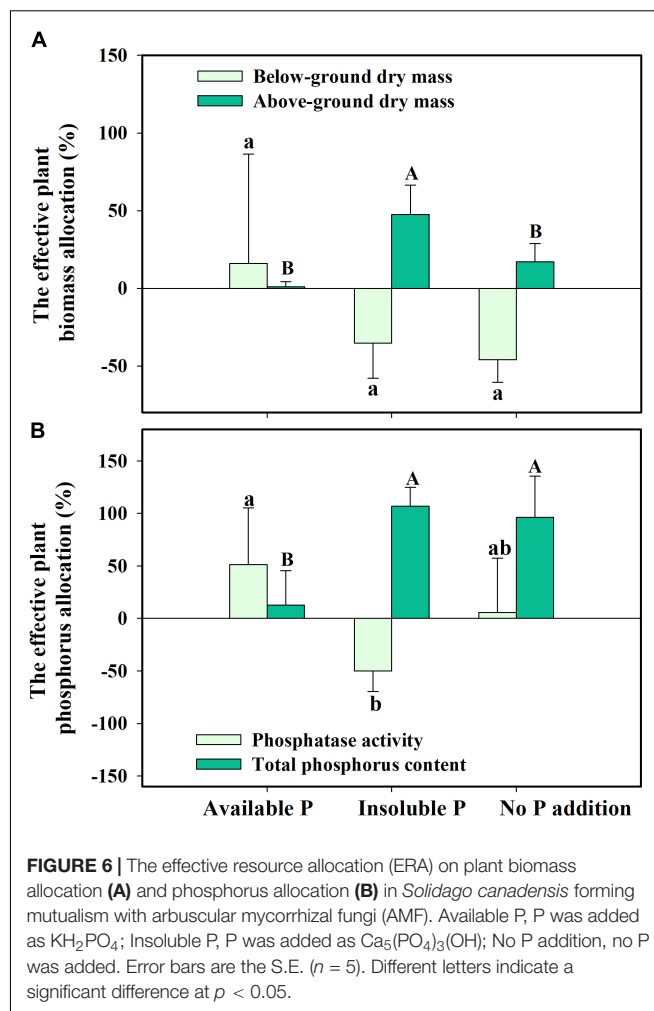 A
150
100
50
0
-50
The effective plant
biomass allocation (%)
Below-ground dry mass
Above-ground dry mass
a
B
A
a
B
a
B
150
100
50
0
-50
-100
-150
The effective plant
phosphorus allocation (%)
a
B
A
b
ab
A
Phosphatase activity
Total phosphorus content
Available P Insoluble P No P addition
FIGURE 6 | The effective resource allocation (ERA) on plant biomass
allocation (A) and phosphorus allocation (B) in Solidago canadensis forming
mutualism with arbuscular mycorrhizal fungi (AMF). Available P, P was added
as KH₂PO₄; Insoluble P, P was added as Ca₅(PO₄)₃(OH); No P addition, no P
was added. Error bars are the S.E. (n = 5). Different letters indicate a
significant difference at p < 0.05.